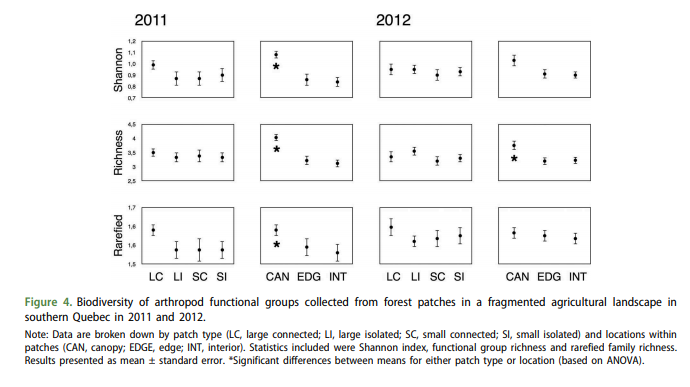 2011 2012
Shannon
1,2
1,1
1,0
0,9
0,8
0,7
*
Richness
4,5
4
3,5
3
2,5
*
*
Rarefied
1,7
1,6
1,6
1,5
*
LC LI SC SI CAN EDG INT LC LI SC SI CAN EDG INT
Figure 4. Biodiversity of arthropod functional groups collected from forest patches in a fragmented agricultural landscape in
southern Quebec in 2011 and 2012.
Note: Data are broken down by patch type (LC, large connected; LI, large isolated; SC, small connected; SI, small isolated) and locations within
patches (CAN, canopy; EDGE, edge; INT, interior). Statistics included were Shannon index, functional group richness and rarefied family richness.
Results presented as mean ± standard error. *Significant differences between means for either patch type or location (based on ANOVA).